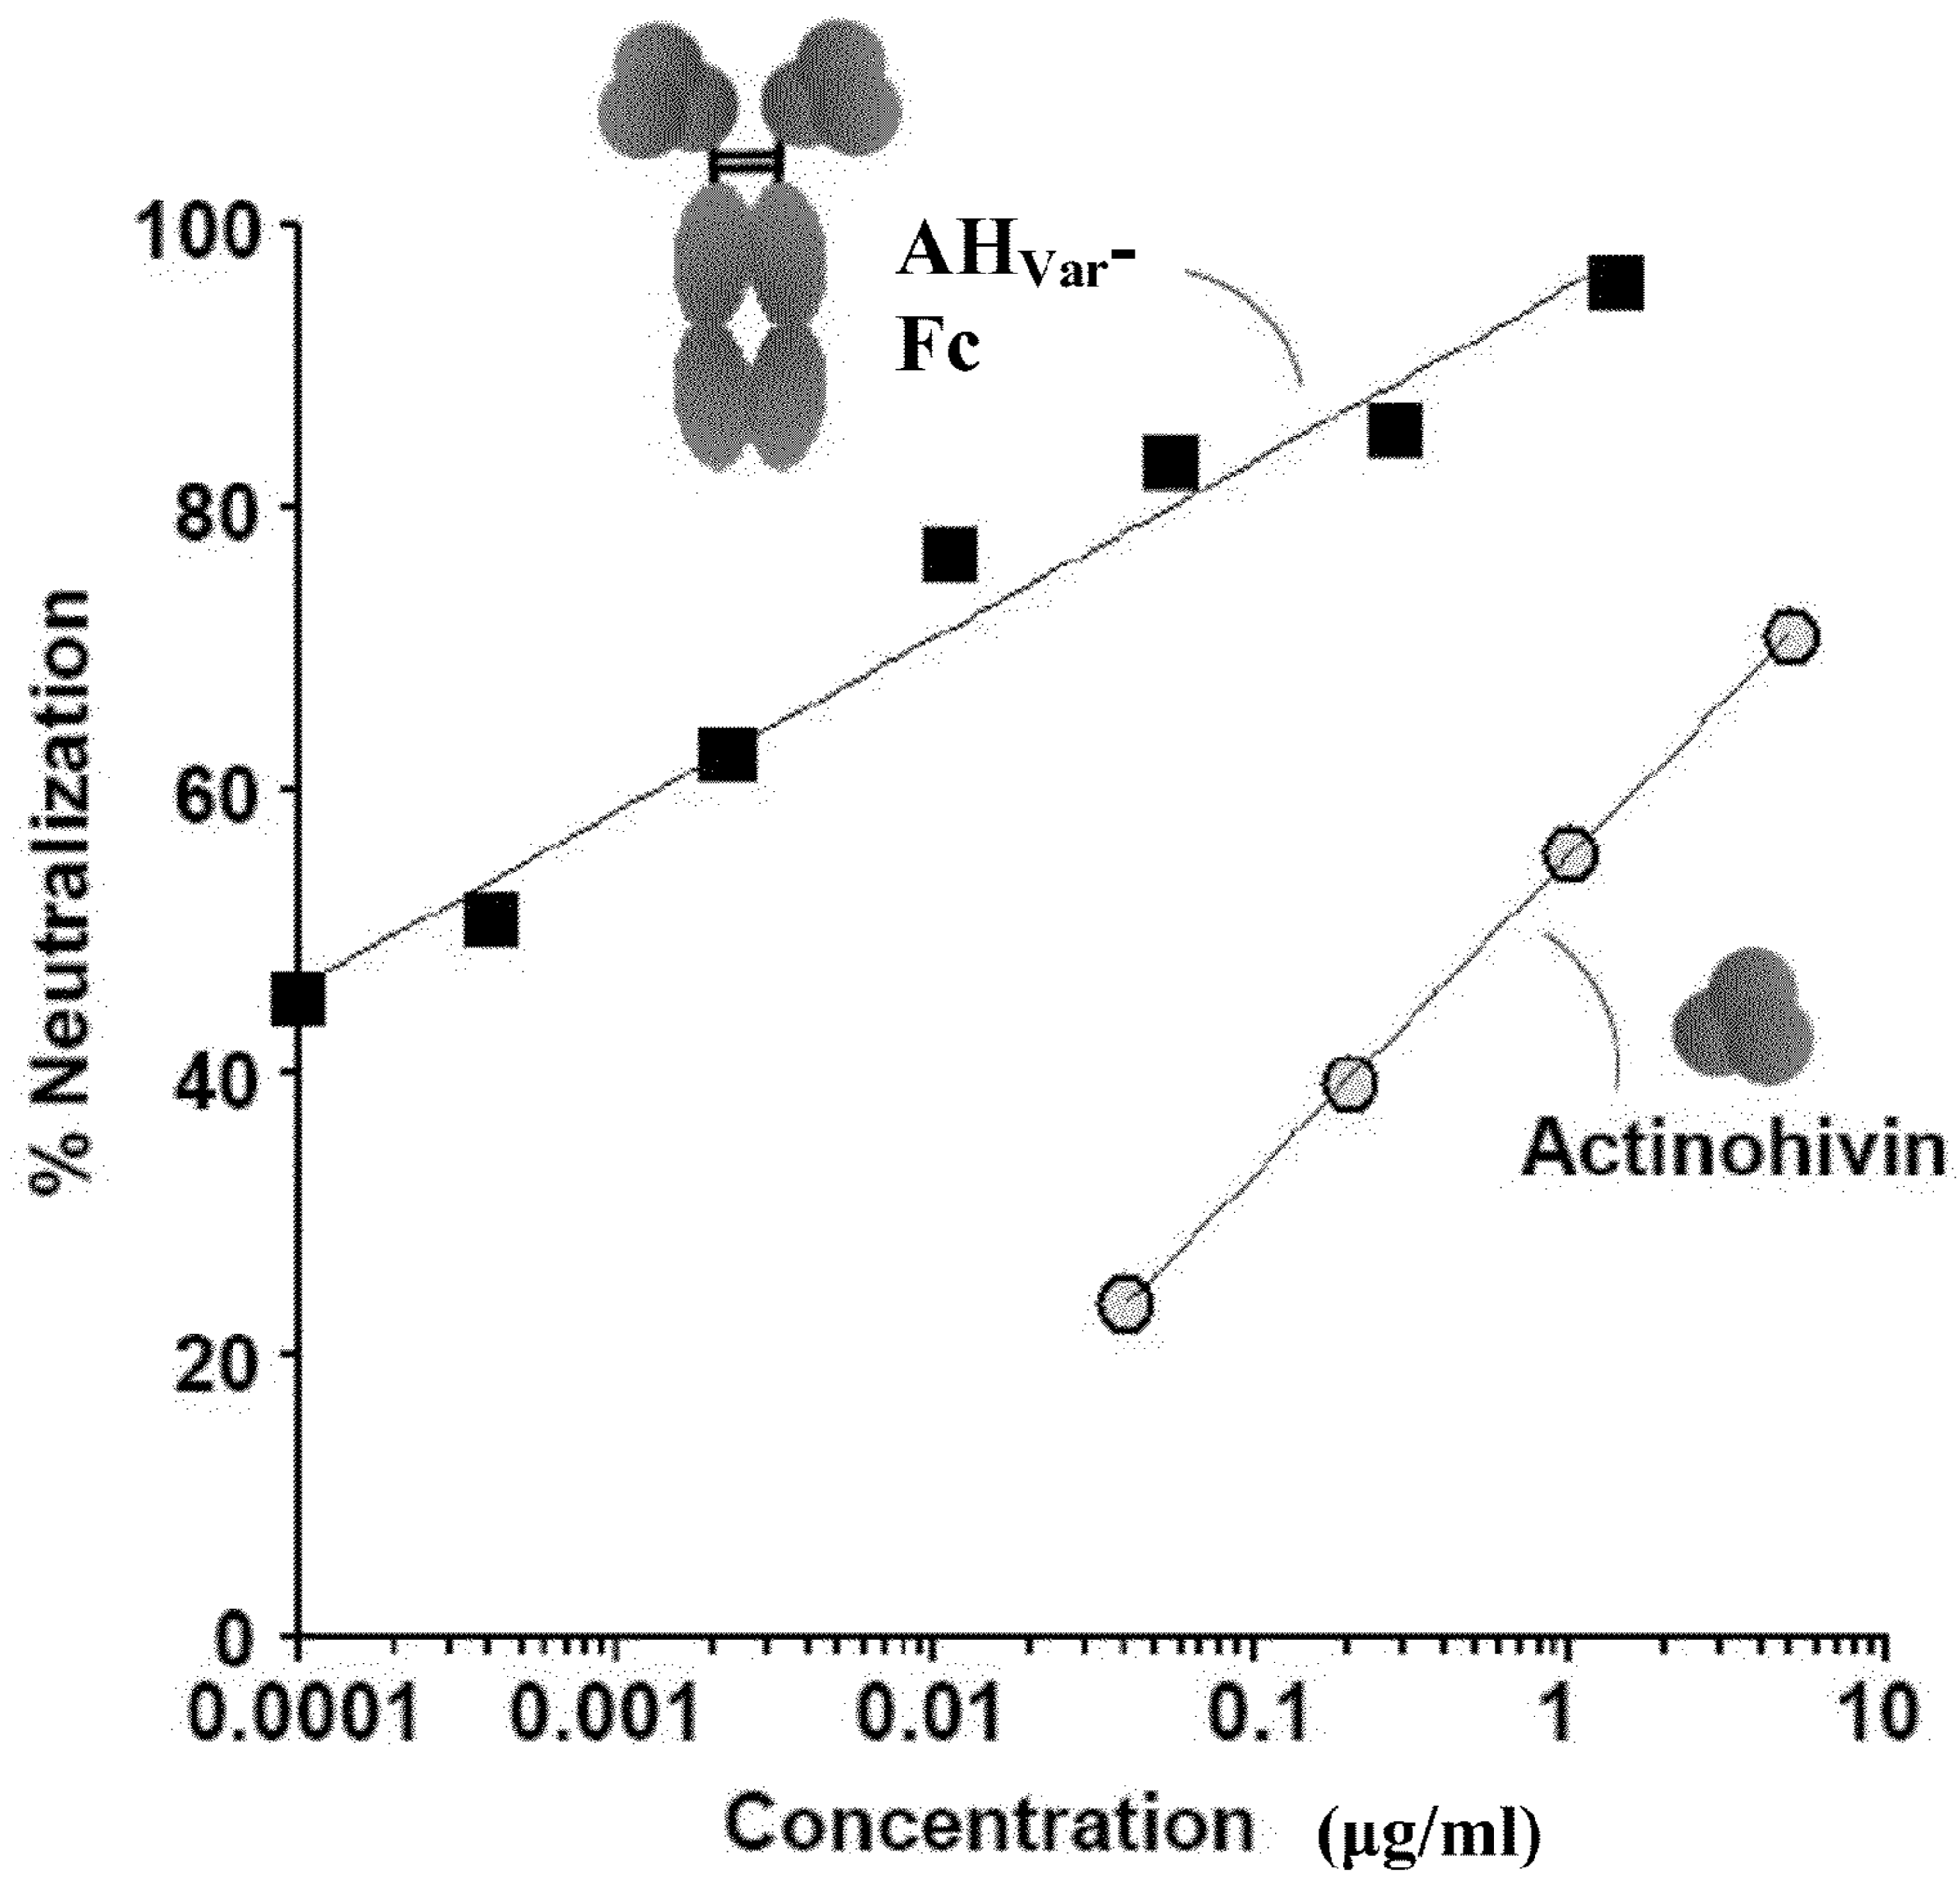 100
80
60
40
20
0
% Neutralization
AHVar-
Fc
Actinohivin
0.0001 0.001 0.01 0.1 1 10
Concentration (μg/ml)